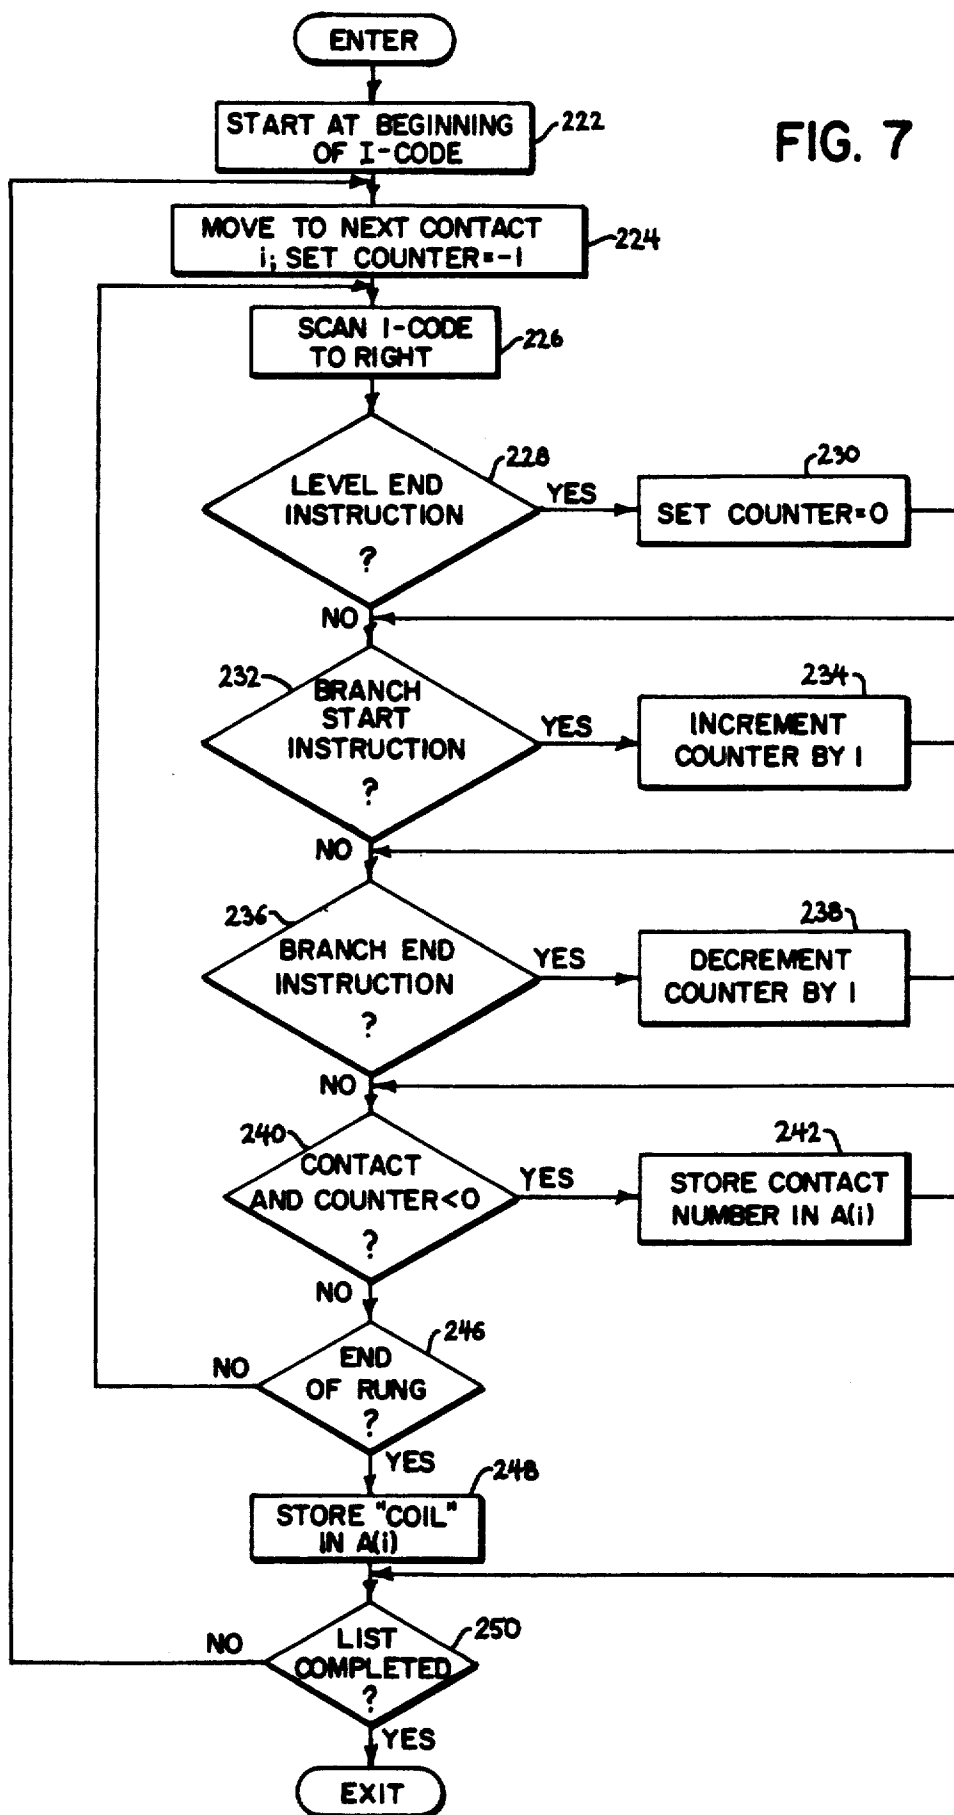 ENTER
START AT BEGINNING
OF I-CODE
222
FIG. 7
MOVE TO NEXT CONTACT
i; SET COUNTER=-1
224
SCAN I-CODE
TO RIGHT
226
LEVEL END
INSTRUCTION
?
228
YES
SET COUNTER=0
230
NO
232
BRANCH
START
INSTRUCTION
?
YES
234
INCREMENT
COUNTER BY 1
NO
236
BRANCH END
INSTRUCTION
?
YES
238
DECREMENT
COUNTER BY 1
NO
240
CONTACT
AND COUNTER<0
?
YES
242
STORE CONTACT
NUMBER IN A(i)
NO
246
END
OF RUNG
?
NO
YES
248
STORE "COIL"
IN A(i)
250
LIST
COMPLETED
?
NO
YES
EXIT